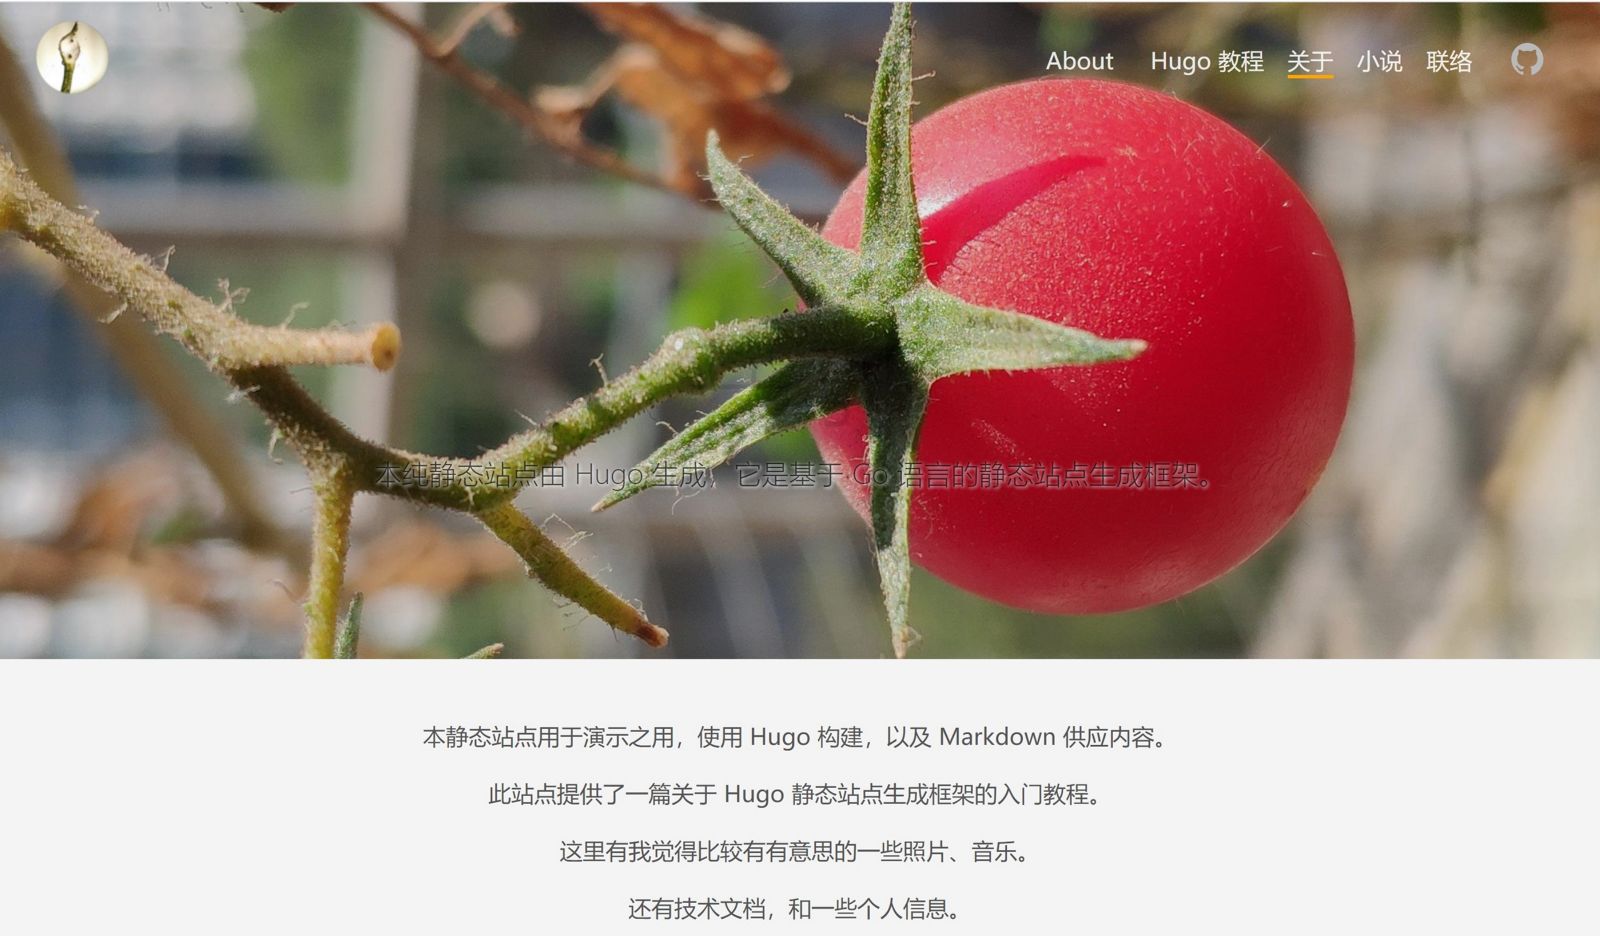 About Hugo 教程 关于 小说 联络
本纯静态站点由 Hugo 生成，它是基于 Go 语言的静态站点生成框架。
本静态站点用于演示之用，使用 Hugo 构建，以及 Markdown 供应内容。
此站点提供了一篇关于 Hugo 静态站点生成框架的入门教程。
这里有我觉得比较有有意思的一些照片、音乐。
还有技术文档，和一些个人信息。